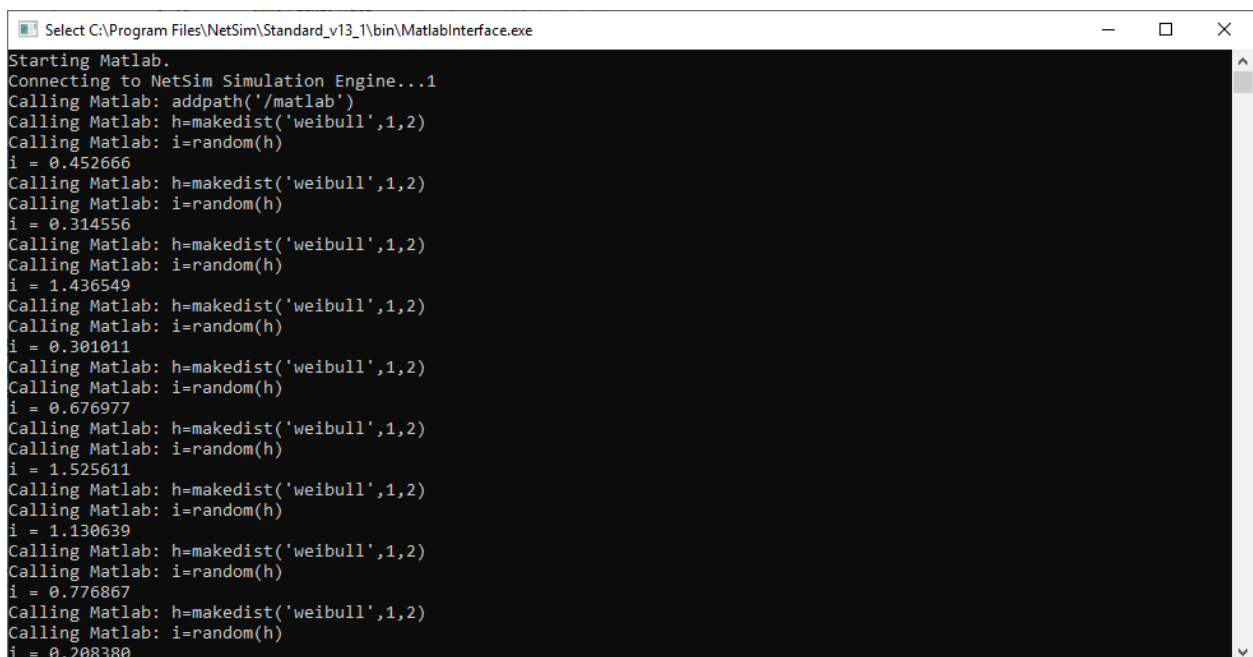 Select C:\Program Files\NetSim\Standard_v13_1\bin\MatlabInterface.exe
Starting Matlab.
Connecting to NetSim Simulation Engine...1
Calling Matlab: addpath('/matlab')
Calling Matlab: h=makedist('weibull',1,2)
Calling Matlab: i=random(h)
i = 0.452666
Calling Matlab: h=makedist('weibull',1,2)
Calling Matlab: i=random(h)
i = 0.314556
Calling Matlab: h=makedist('weibull',1,2)
Calling Matlab: i=random(h)
i = 1.436549
Calling Matlab: h=makedist('weibull',1,2)
Calling Matlab: i=random(h)
i = 0.301011
Calling Matlab: h=makedist('weibull',1,2)
Calling Matlab: i=random(h)
i = 0.676977
Calling Matlab: h=makedist('weibull',1,2)
Calling Matlab: i=random(h)
i = 1.525611
Calling Matlab: h=makedist('weibull',1,2)
Calling Matlab: i=random(h)
i = 1.130639
Calling Matlab: h=makedist('weibull',1,2)
Calling Matlab: i=random(h)
i = 0.776867
Calling Matlab: h=makedist('weibull',1,2)
Calling Matlab: i=random(h)
i = 0.208380